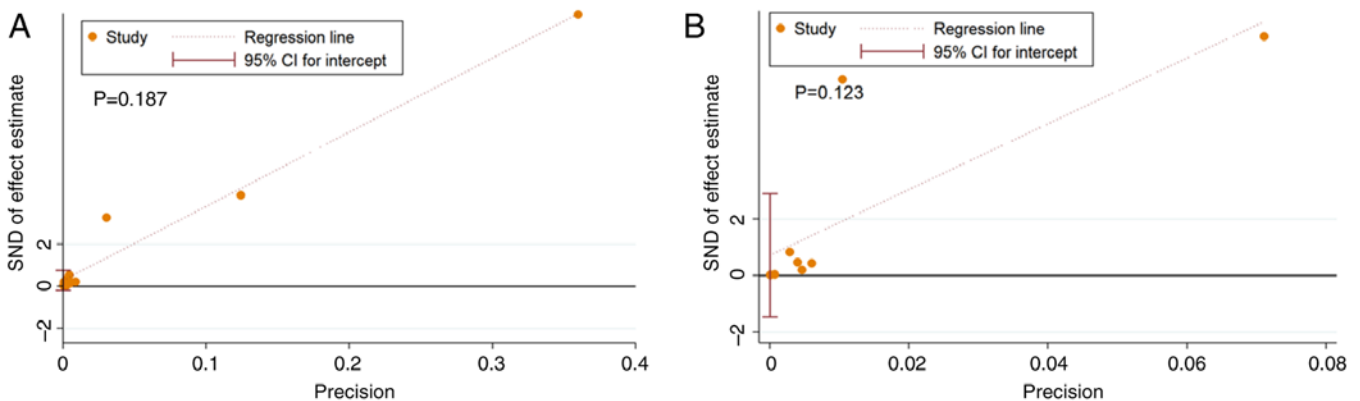 A
Study
Regression line
95% CI for intercept
P=0.187
SND of effect estimate
2
0
−2
0
0.1
0.2
0.3
0.4
Precision
B
Study
Regression line
95% CI for intercept
P=0.123
SND of effect estimate
2
0
−2
0
0.02
0.04
0.06
0.08
Precision